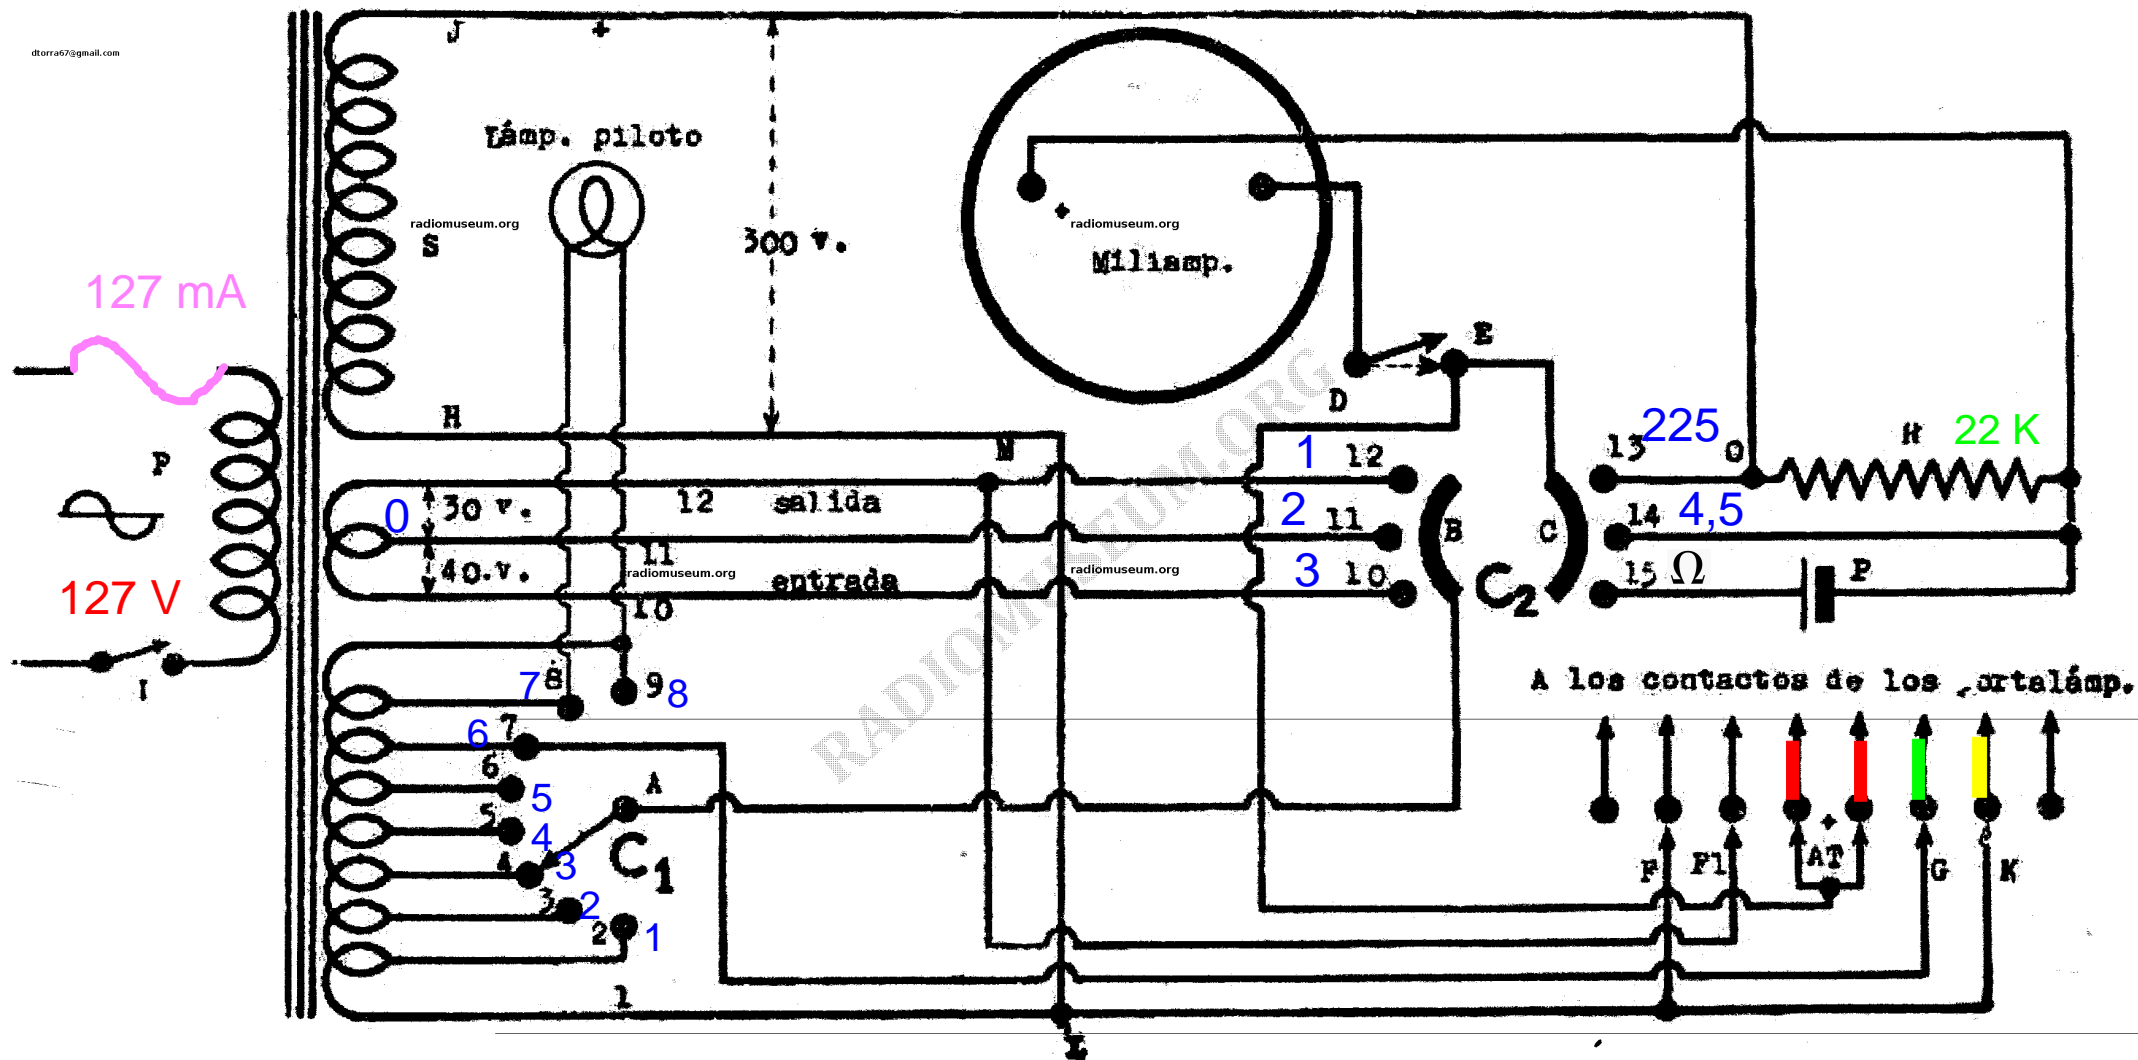 dtorra67@gmail.com
J
+
Lámp. piloto
radiomuseum.org
S
300 v.
+
radiomuseum.org
Miliamp.
127 mA
E
D
H
M
P
1
12
13
225
O
R
22 K
0
30 v.
12
salida
2
11
B
C
14
4,5
40.v.
11
radiomuseum.org
entrada
radiomuseum.org
3
10
C2
15
Ω
P
127 V
10
RADIOMUSEUM.ORG
I
7
8
9
8
A los contactos de los
6
7
6
5
A
5
4
C1
4
3
3
2
2
1
1
F
F1
+
AT
G
K
L